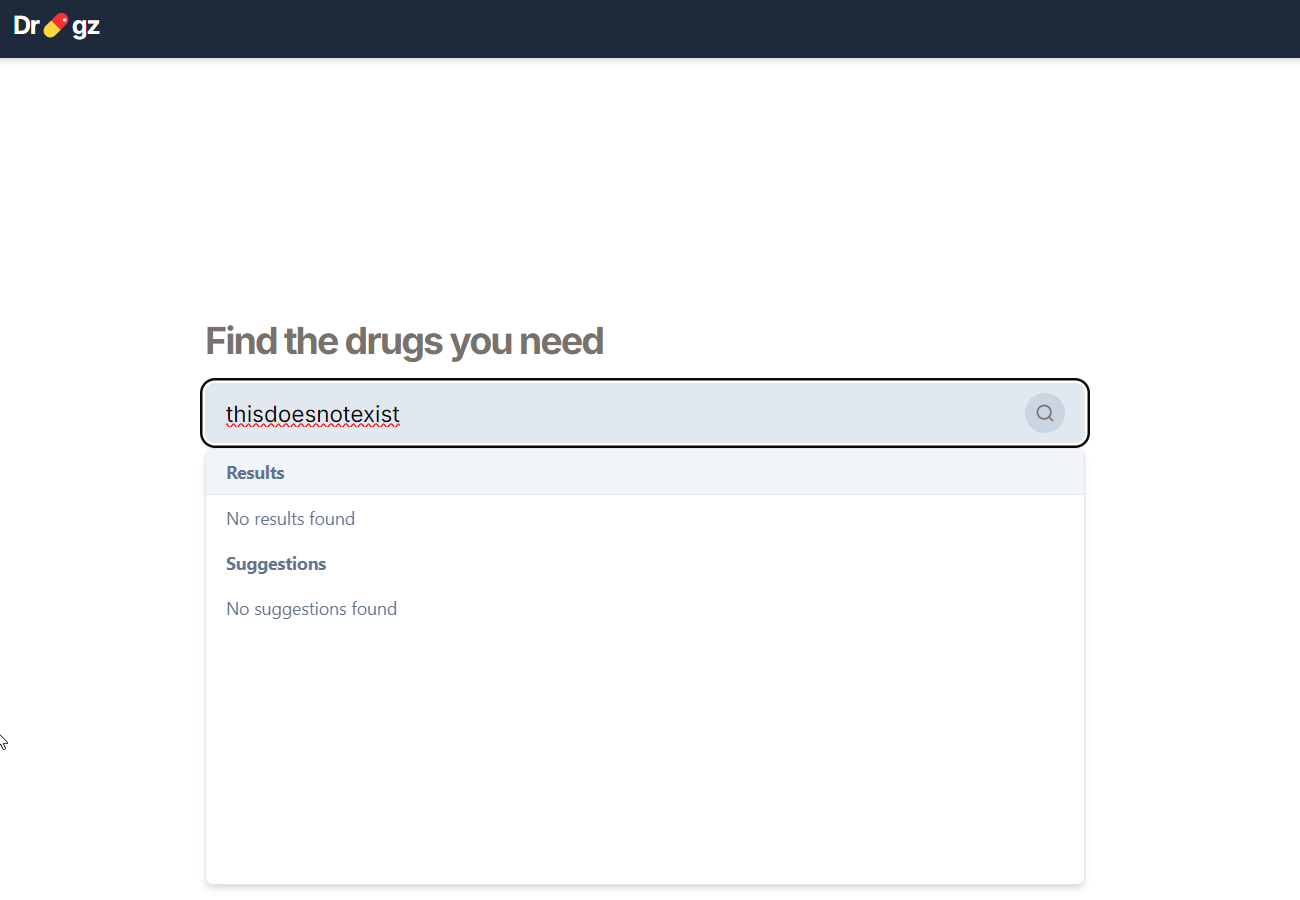 Dr💊gz
Find the drugs you need
thisdoesnotexist
Results
No results found
Suggestions
No suggestions found